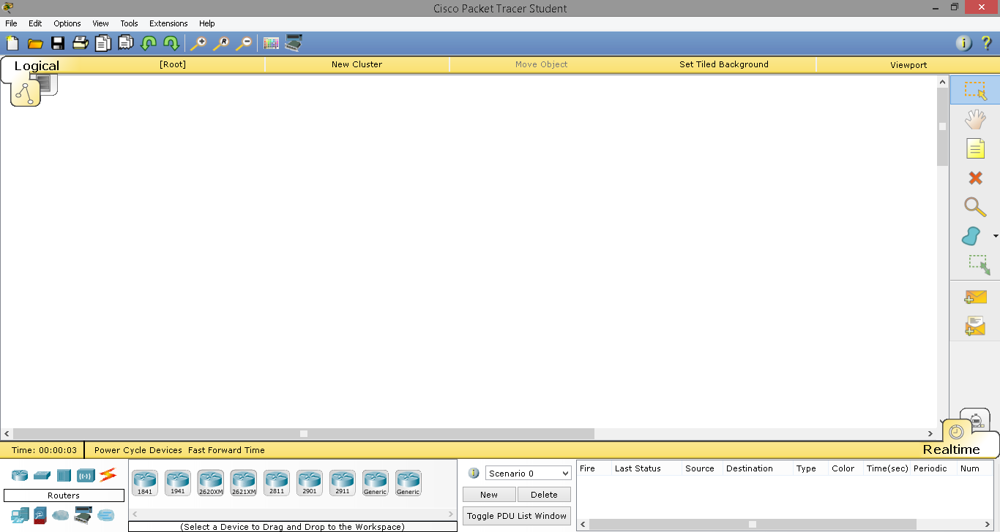 Cisco Packet Tracer Student
File Edit Options View Tools Extensions Help
Logical [Root] New Cluster Move Object Set Tiled Background Viewport
Time: 00:00:03 Power Cycle Devices Fast Forward Time Realtime
Fire Last Status Source Destination Type Color Time(sec) Periodic Num
Scenario 0
1841 1941 2620XM 2621XM 2811 2901 2911 Generic Generic
Routers
New Delete
Toggle PDU List Window
(Select a Device to Drag and Drop to the Workspace)